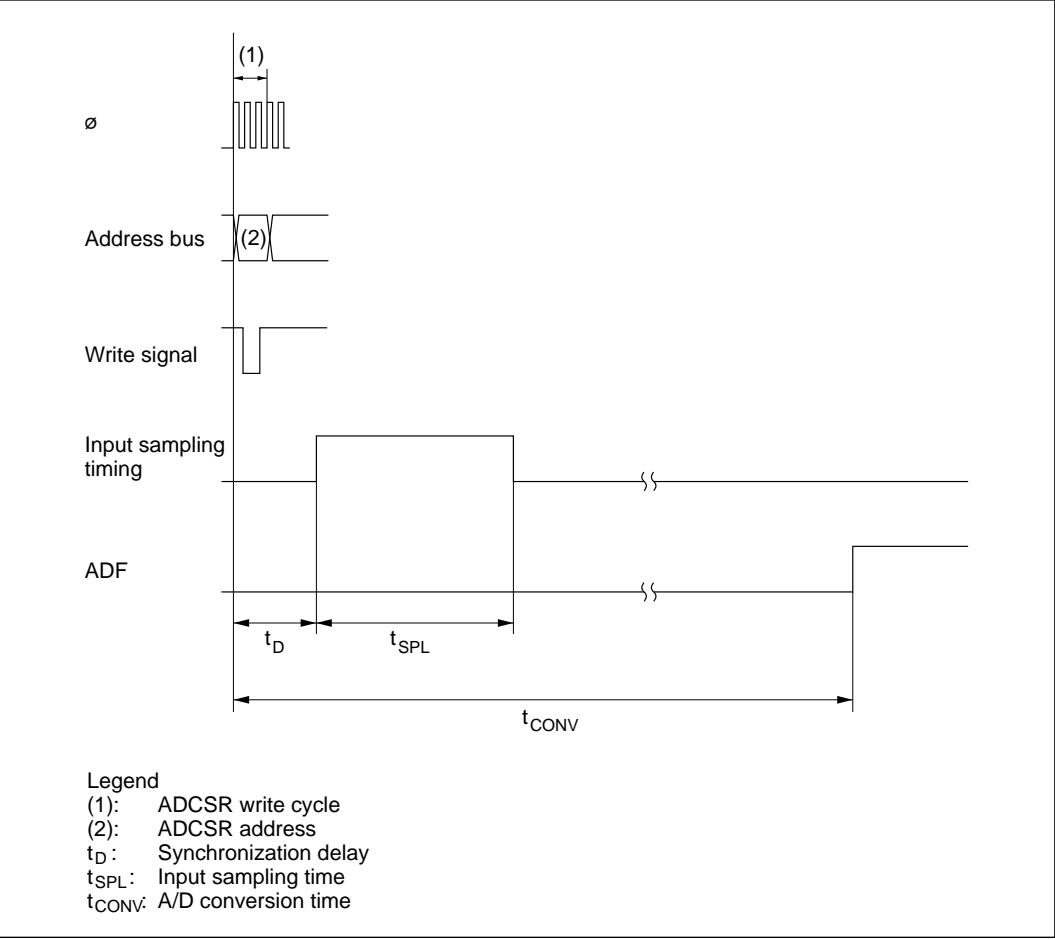 (1)
ø
Address bus
(2)
Write signal
Input sampling
timing
ADF
tD
tSPL
tCONV
Legend
(1): ADCSR write cycle
(2): ADCSR address
tD : Synchronization delay
tSPL : Input sampling time
tCONV: A/D conversion time